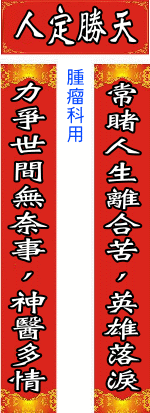 人定勝天
腫瘤科用
常睹人生離合苦，英雄落淚
力爭世間無奈事，神醫多情